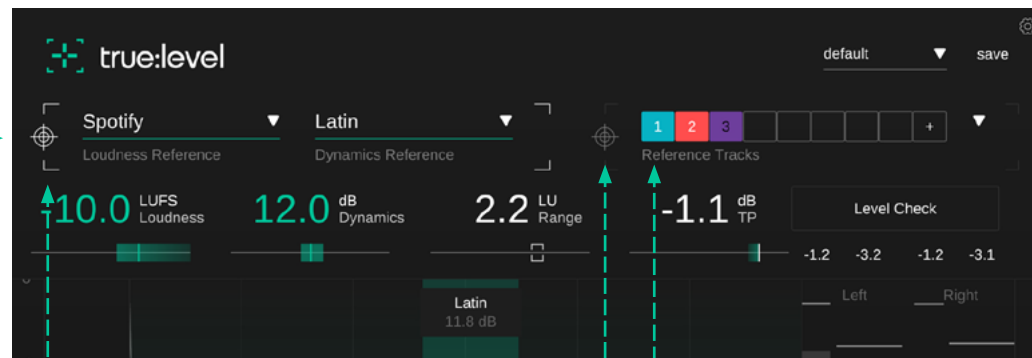 true:level
default
save
Spotify
Latin
Loudness Reference
Dynamics Reference
1 2 3 +
Reference Tracks
-10.0 LUFS Loudness
12.0 dB Dynamics
2.2 LU Range
-1.1 dB TP
Level Check
-1.2 -3.2 -1.2 -3.1
Latin
11.8 dB
Left
Right
0